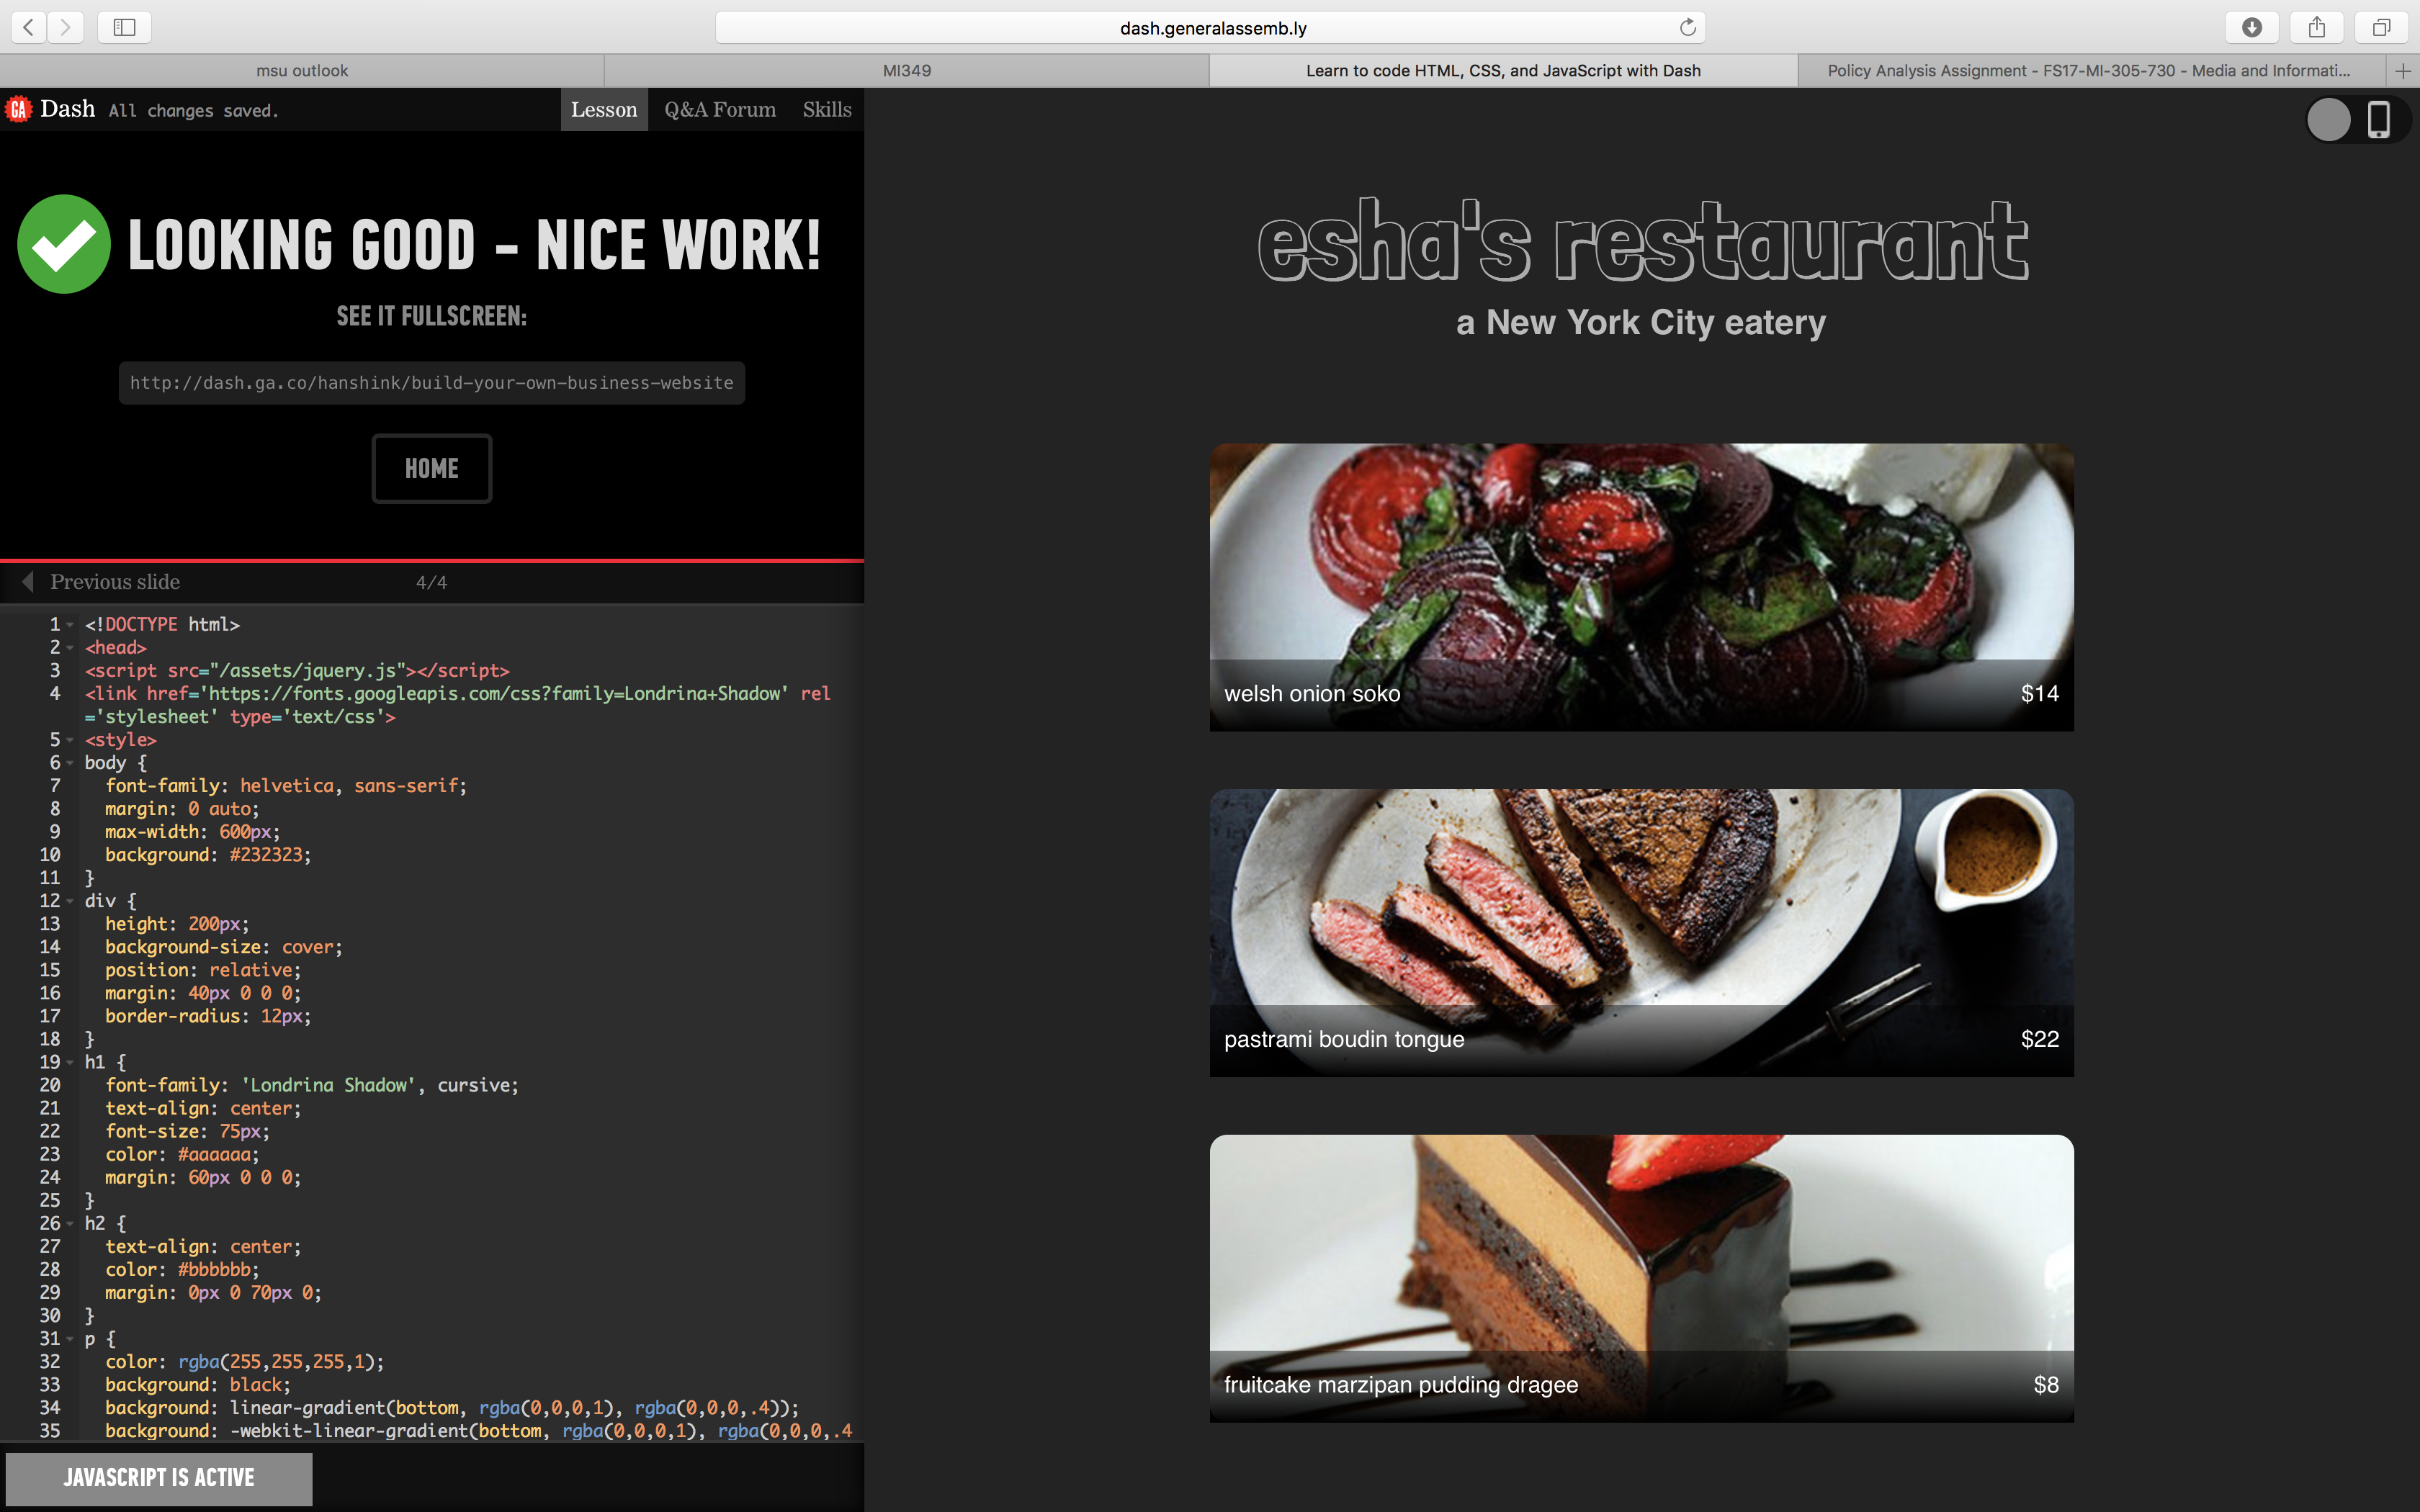 dash.generalassemb.ly
msu outlook
MI349
Learn to code HTML, CSS, and JavaScript with Dash
Policy Analysis Assignment - FS17-MI-305-730 - Media and Informati...
GA
Dash
All changes saved.
Lesson
Q&A Forum
Skills
LOOKING GOOD - NICE WORK!
SEE IT FULLSCREEN:
http://dash.ga.co/hanshink/build-your-own-business-website
HOME
Previous slide
4/4
1 <!DOCTYPE html>
2 <head>
3 <script src="/assets/jquery.js"></script>
4 <link href='https://fonts.googleapis.com/css?family=Londrina+Shadow' rel
='stylesheet' type='text/css'>
5 <style>
6 body {
7 font-family: helvetica, sans-serif;
8 margin: 0 auto;
9 max-width: 600px;
10 background: #232323;
11 }
12 div {
13 height: 200px;
14 background-size: cover;
15 position: relative;
16 margin: 40px 0 0 0;
17 border-radius: 12px;
18 }
19 h1 {
20 font-family: 'Londrina Shadow', cursive;
21 text-align: center;
22 font-size: 75px;
23 color: #aaaaaa;
24 margin: 60px 0 0 0;
25 }
26 h2 {
27 text-align: center;
28 color: #bbbbbb;
29 margin: 0px 0 70px 0;
30 }
31 p {
32 color: rgba(255,255,255,1);
33 background: black;
34 background: linear-gradient(bottom, rgba(0,0,0,1), rgba(0,0,0,.4));
35 background: -webkit-linear-gradient(bottom, rgba(0,0,0,1), rgba(0,0,0,.4
JAVASCRIPT IS ACTIVE
esha's restaurant
a New York City eatery
welsh onion soko $14
pastrami boudin tongue $22
fruitcake marzipan pudding dragee $8